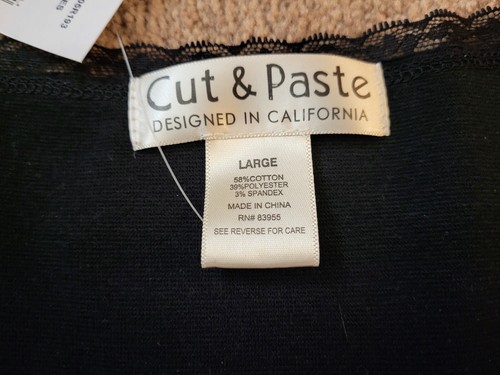 05R193
Cut & Paste
DESIGNED IN CALIFORNIA
LARGE
58%COTTON
39%POLYESTER
3% SPANDEX
MADE IN CHINA
RN# 83955
SEE REVERSE FOR CARE